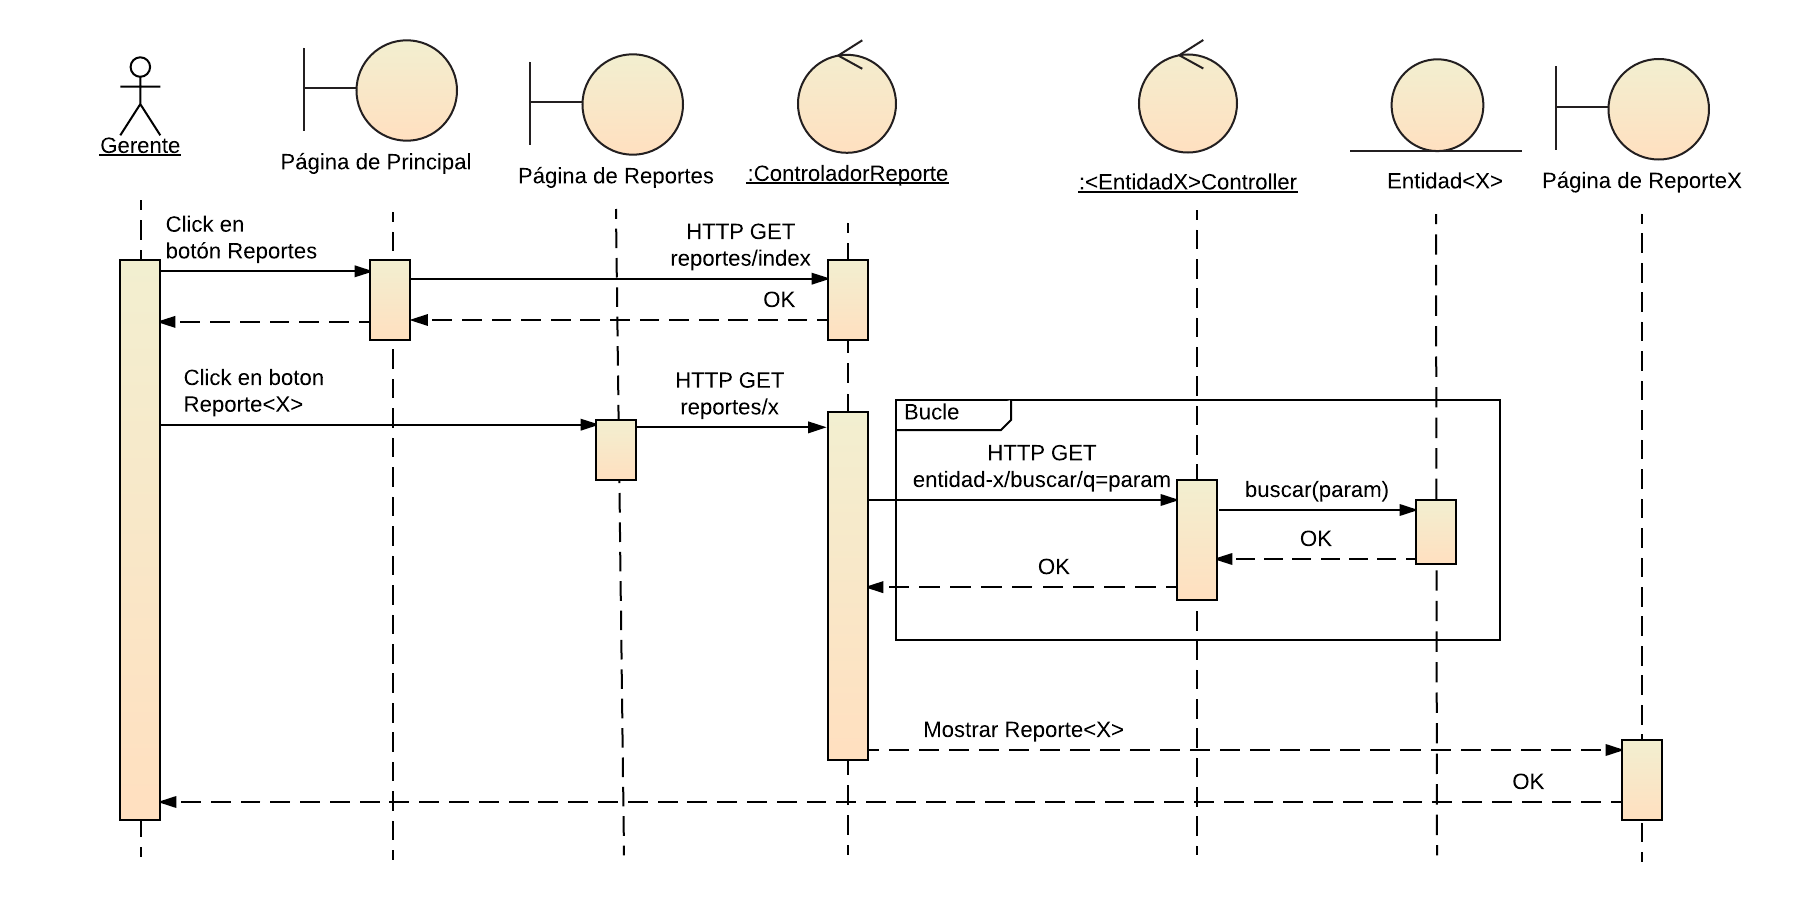 Gerente
Página de Principal
Página de Reportes
:ControladorReporte
:<EntidadX>Controller
Entidad<X>
Página de ReporteX
Click en
botón Reportes
HTTP GET
reportes/index
OK
Click en boton
Reporte<X>
HTTP GET
reportes/x
Bucle
HTTP GET
entidad-x/buscar/q=param
buscar(param)
OK
OK
Mostrar Reporte<X>
OK